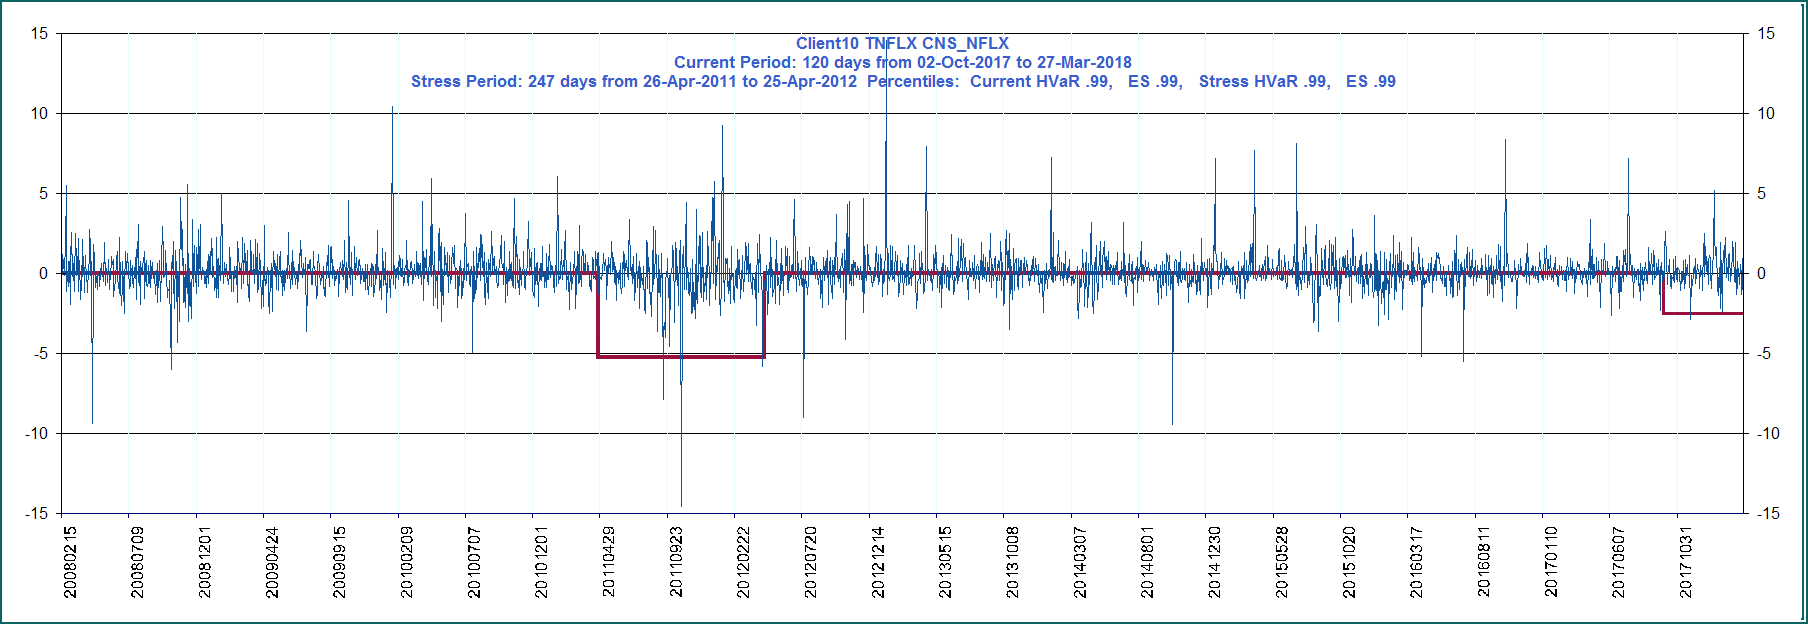 Client10 TNFLX CNS_NFLX
Current Period: 120 days from 02-Oct-2017 to 27-Mar-2018
Stress Period: 247 days from 26-Apr-2011 to 25-Apr-2012  Percentiles:  Current HVaR .99,   ES .99,   Stress HVaR .99,   ES .99
15 15
10 10
5 5
0 0
-5 -5
-10 -10
-15 -15
20080215 20080709 20081201 20090424 20090915 20100209 20100707 20101201 20110429 20110923 20120222 20120720 20121214 20130515 20131008 20140307 20140801 20141230 20150528 20151020 20160317 20160811 20170110 20170607 20171031